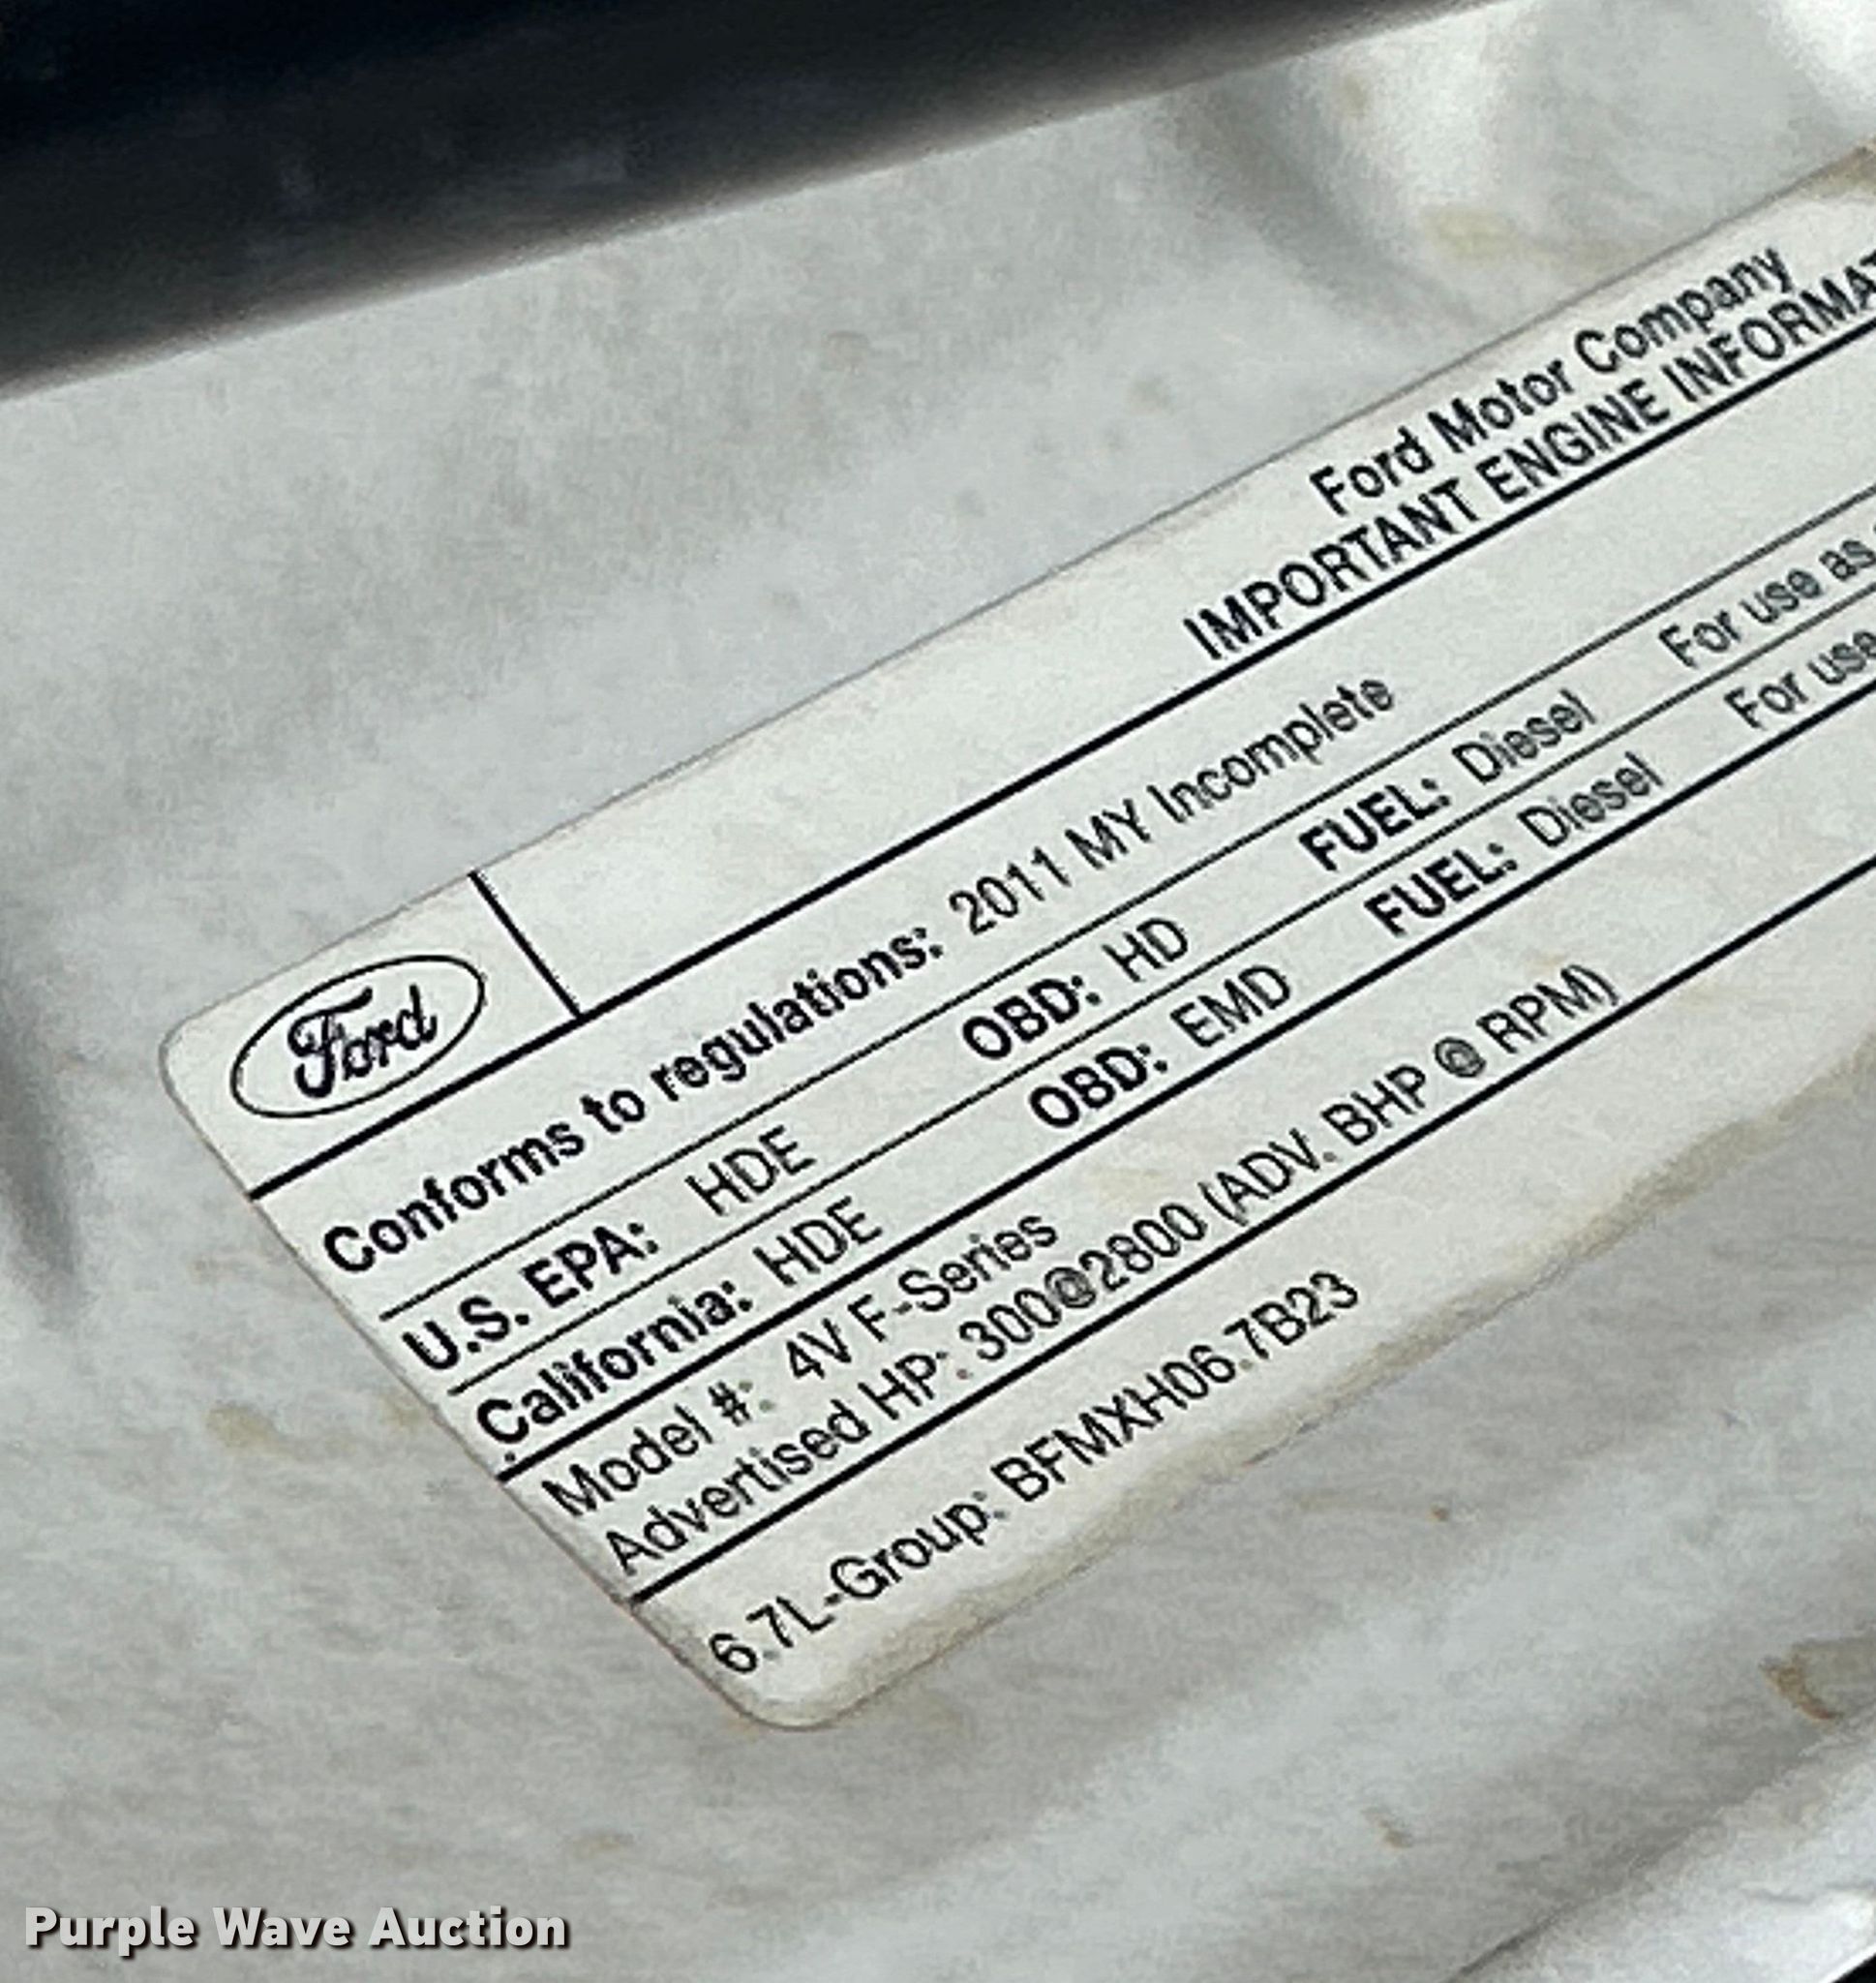 Ford
Ford Motor Company
IMPORTANT ENGINE
Conforms to regulations: 2011 MY Incomplete
U.S. EPA: HDE OBD: HD FUEL: Diesel For use as
California: HDE OBD: EMD FUEL: Diesel For use
Model #: 4V F-Series
Advertised HP: 300@2800 (ADV. BHP @ RPM)
6.7L-Group: BFMXH06.7B23
Purple Wave Auction